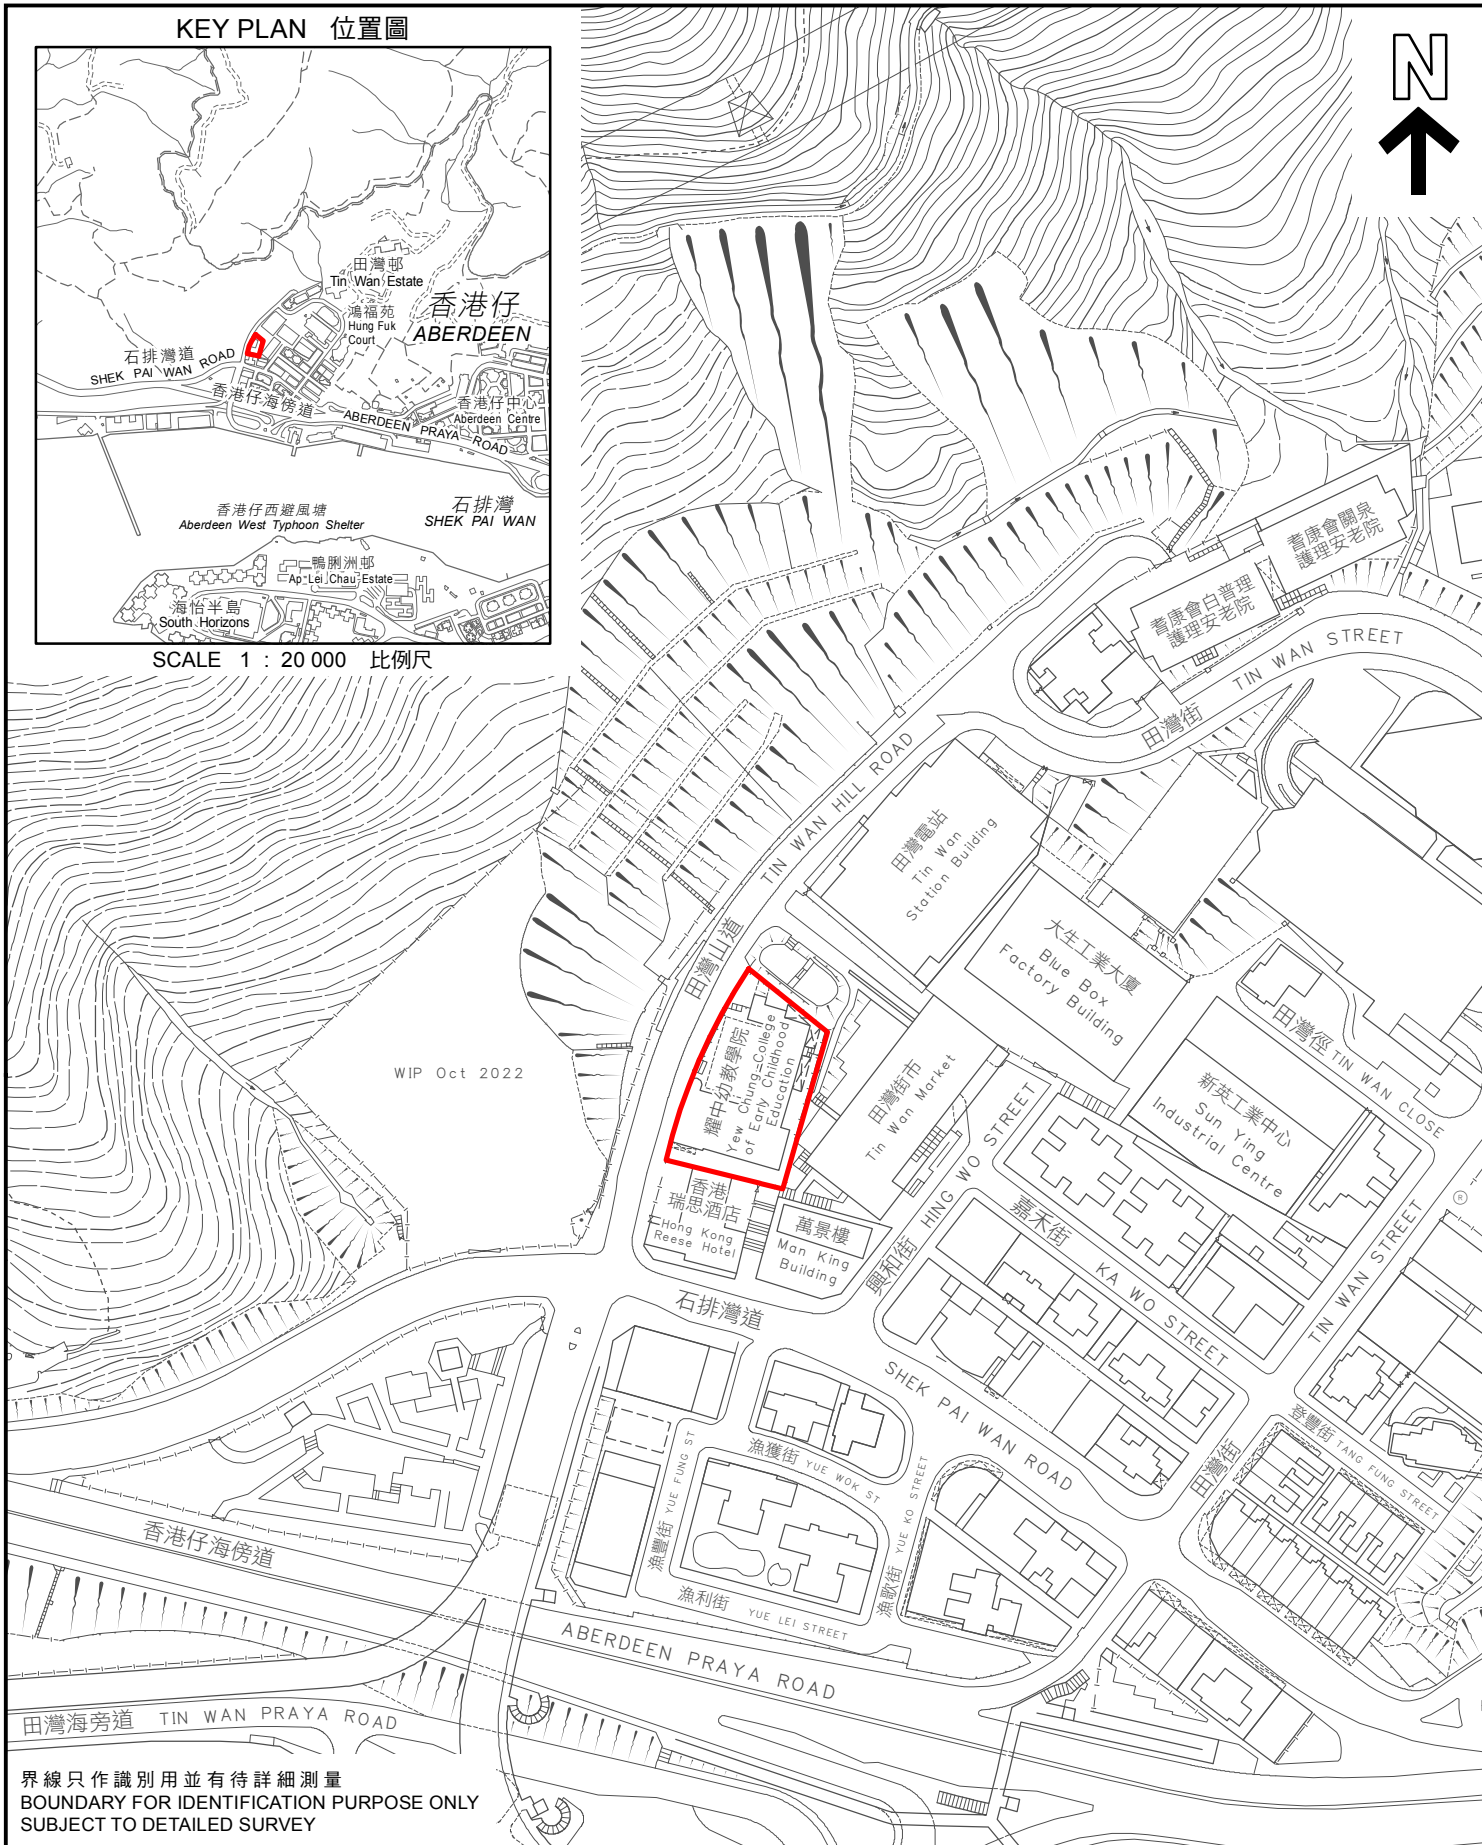 KEY PLAN 位置圖
N
田灣邨
Tin Wan Estate
鴻福苑
Hung Fuk
Court
香港仔
ABERDEEN
石排灣道
SHEK PAI WAN ROAD
香港仔海傍道
ABERDEEN PRAYA ROAD
香港仔中心
Aberdeen Centre
香港仔西避風塘
Aberdeen West Typhoon Shelter
石排灣
SHEK PAI WAN
鴨脷洲邨
Ap Lei Chau Estate
海怡半島
South Horizons
SCALE 1 : 20 000 比例尺
耆康會關泉
護理安老院
耆康會白普理
護理安老院
TIN WAN STREET
田灣街
TIN WAN HILL ROAD
田灣山道
田灣電站
Tin Wan
Station Building
大生工業大廈
Blue Box
Factory Building
田灣徑 TIN WAN CLOSE
新英工業中心
Sun Ying
Industrial Centre
WIP Oct 2022
耀中幼教學院
Yew Chung College
of Early Childhood
Education
田灣街市
Tin Wan Market
興和街 HING WO STREET
香港
瑞思酒店
Hong Kong
Reese Hotel
萬景樓
Man King
Building
嘉禾街
KA WO STREET
TIN WAN STREET
田灣街
石排灣道
SHEK PAI WAN ROAD
登豐街 TANG FUNG STREET
漁獲街 YUE WOK ST
漁豐街 YUE FUNG ST
漁歌街 YUE KO STREET
漁利街 YUE LEI STREET
香港仔海傍道
ABERDEEN PRAYA ROAD
田灣海旁道 TIN WAN PRAYA ROAD
界線只作識別用並有待詳細測量
BOUNDARY FOR IDENTIFICATION PURPOSE ONLY
SUBJECT TO DETAILED SURVEY